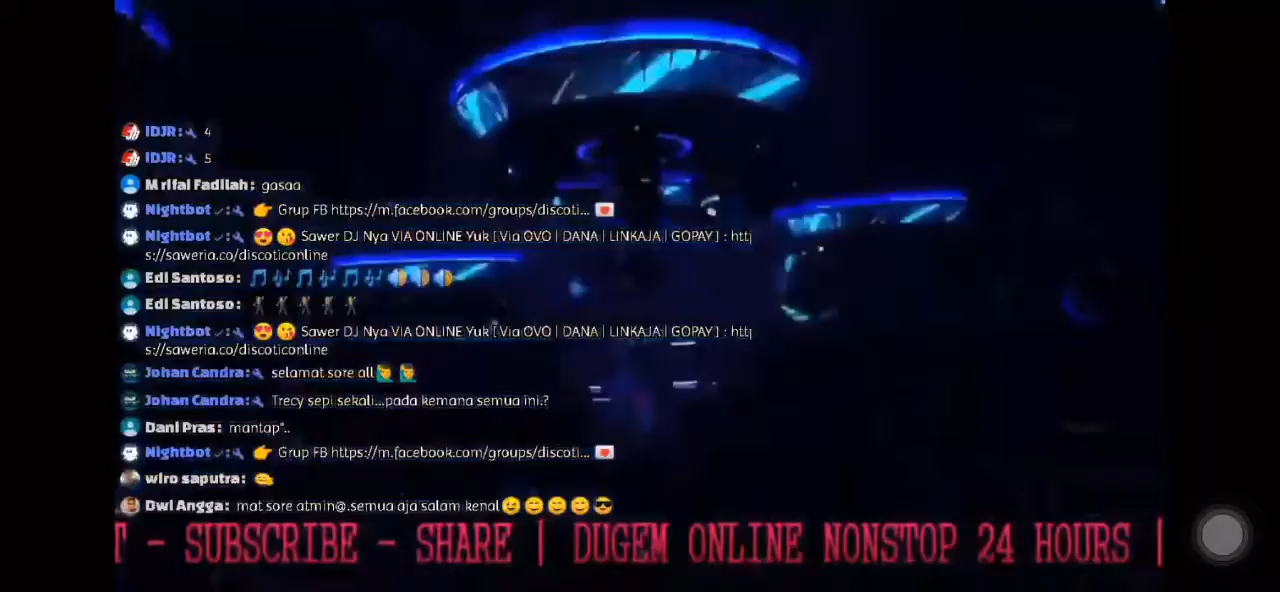 IDJR: 4
IDJR: 5
M rifai Fadilah: gasaa
Nightbot: 👉 Grup FB https://m.facebook.com/groups/discoti... 💌
Nightbot: 😍 😘 Sawer DJ Nya VIA ONLINE Yuk [ Via OVO | DANA | LINKAJA | GOPAY ] : http
s://saweria.co/discoticonline
Edi Santoso: 🎵 🎶 🎵 🎶 🎵 🎶 🔊 🔊 🔊
Edi Santoso: 🕺 🕺 🕺 🕺 🕺
Nightbot: 😍 😘 Sawer DJ Nya VIA ONLINE Yuk [ Via OVO | DANA | LINKAJA | GOPAY ] : http
s://saweria.co/discoticonline
Johan Candra: selamat sore all 🙋‍♂️ 🙋‍♂️
Johan Candra: Trecy sepi sekali...pada kemana semua ini.?
Dani Pras: mantap"..
Nightbot: 👉 Grup FB https://m.facebook.com/groups/discoti... 💌
wiro saputra:
Dwi Angga: mat sore atmin@.semua aja salam kenal 😉 😊 😊 😊 😎
T - SUBSCRIBE - SHARE | DUGEM ONLINE NONSTOP 24 HOURS |